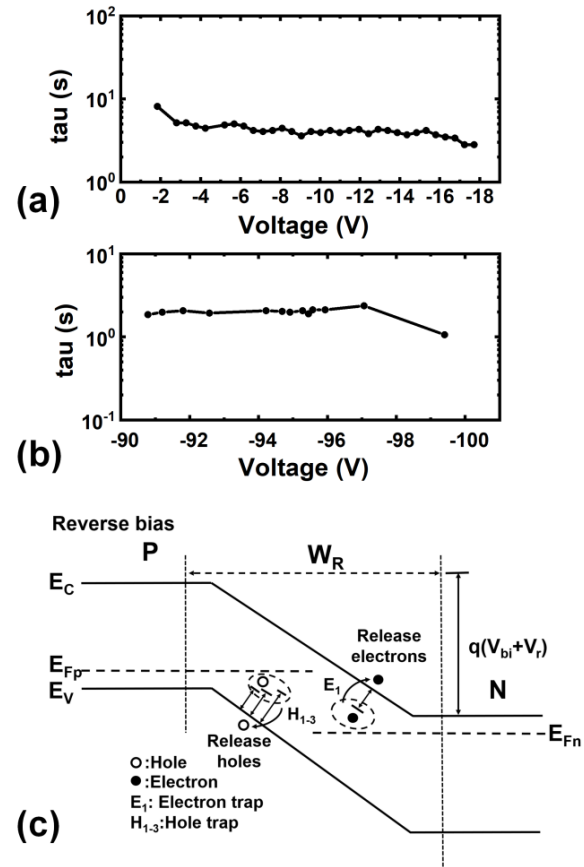 10²
tau (s)
10¹
10⁰
0 -2 -4 -6 -8 -10 -12 -14 -16 -18
(a)
Voltage (V)
10¹
tau (s)
10⁰
10⁻¹
-90 -92 -94 -96 -98 -100
(b)
Voltage (V)
Reverse bias
P
W_R
E_C
Release
electrons
q(V_bi+V_r)
E_Fp
E_1
N
E_V
H_1-3
E_Fn
Release
holes
:Hole
:Electron
E_1: Electron trap
H_1-3:Hole trap
(c)